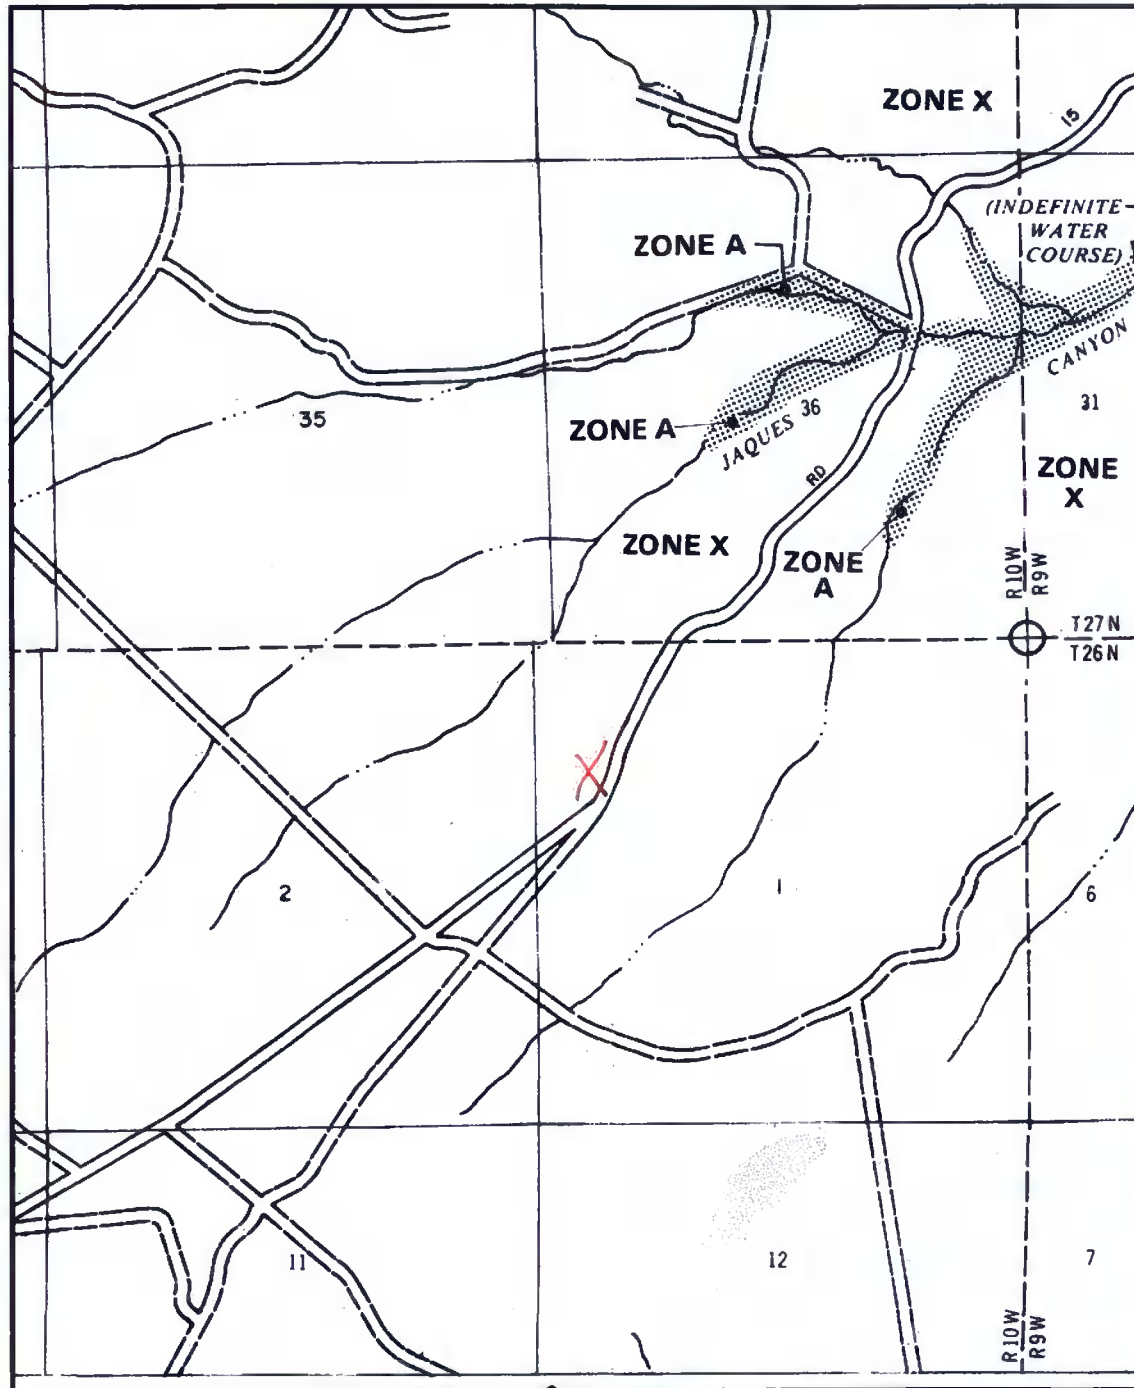 ZONE X
15
(INDEFINITE
WATER
COURSE)
ZONE A
CANYON
35
ZONE A
JAQUES
36
31
RD
ZONE
X
ZONE X
ZONE
A
R10W
R9W
T27N
T26N
X
2
1
6
11
12
7
R10W
R9W